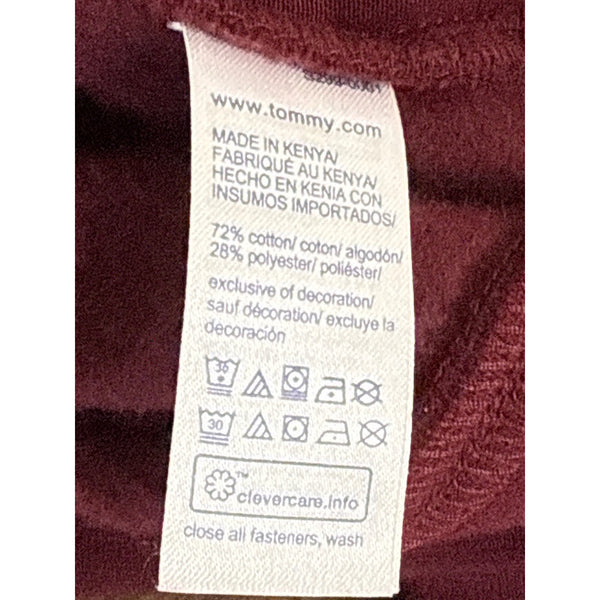 www.tommy.com
MADE IN KENYA/
FABRIQUÉ AU KENYA/
HECHO EN KENIA CON
INSUMOS IMPORTADOS/
72% cotton/ coton/ algodón/
28% polyester/ poliéster/
exclusive of decoration/
sauf décoration/ excluye la
decoración
30
30
™
clevercare.info
close all fasteners, wash